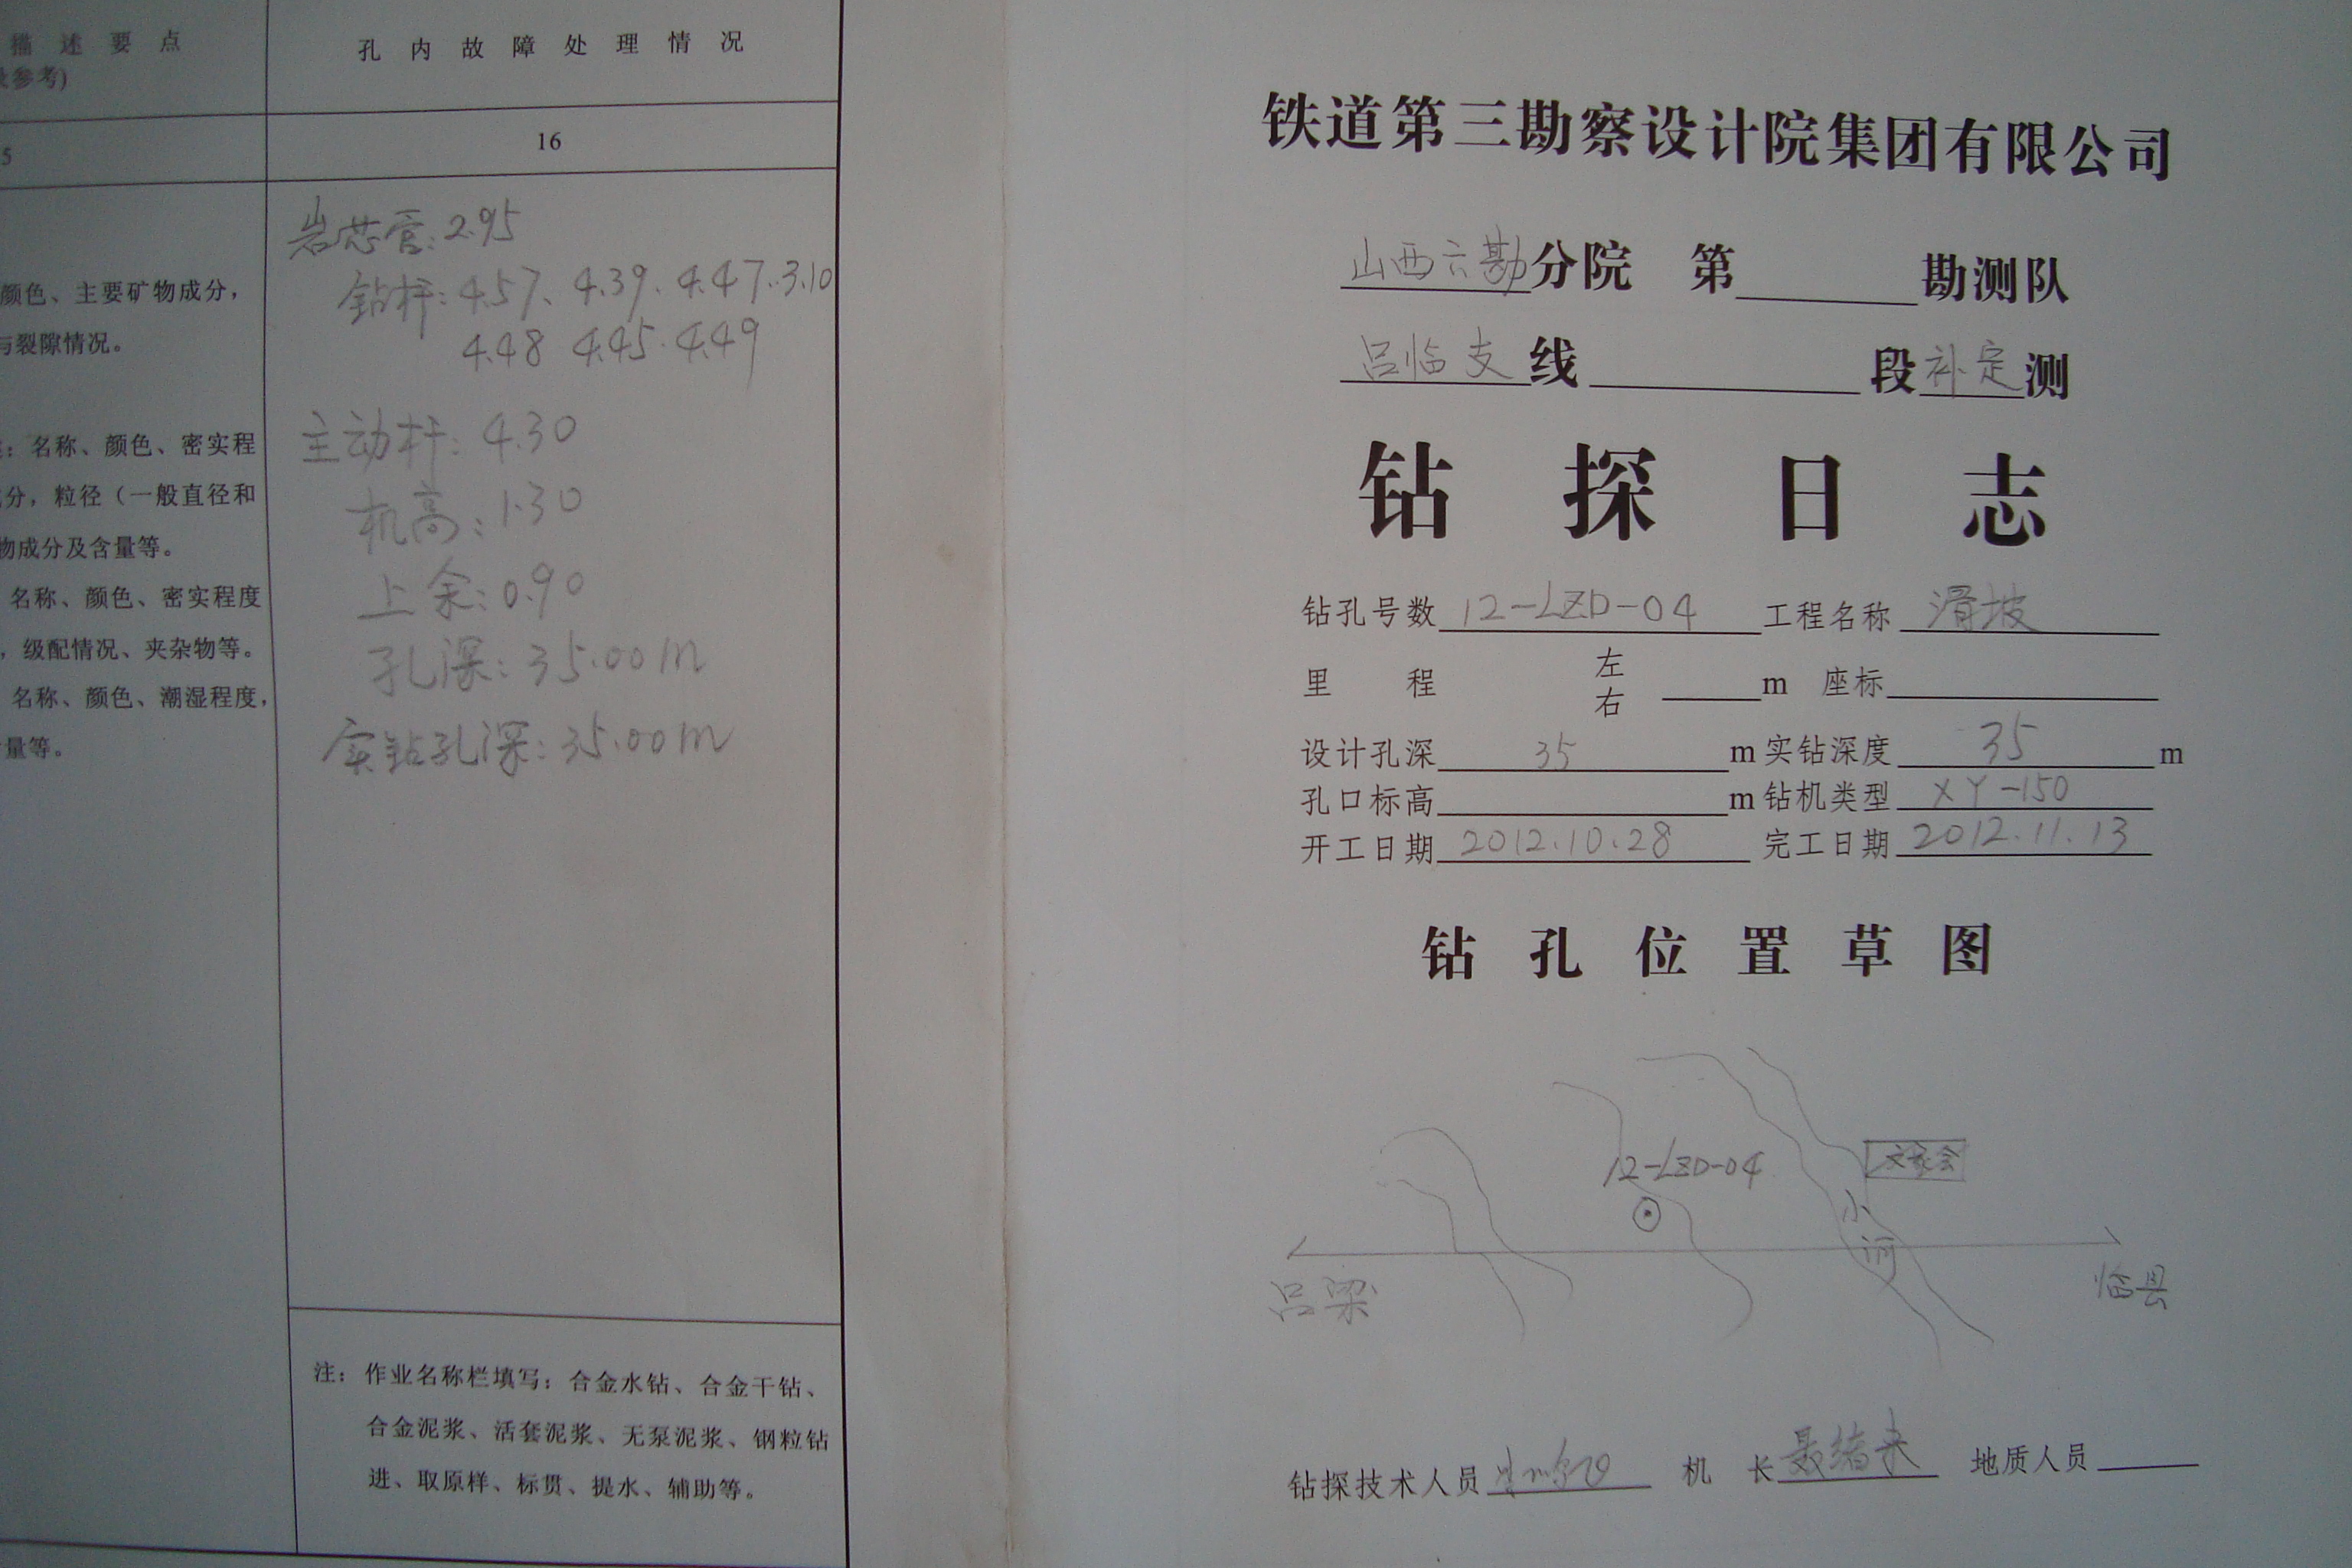 描述要点
录参考)
5
颜色、主要矿物成分，
与裂隙情况。
：名称、颜色、密实程
成分，粒径（一般直径和
物成分及含量等。
名称、颜色、密实程度
，级配情况、夹杂物等。
名称、颜色、潮湿程度，
量等。
孔内故障处理情况
16
岩芯管：2.95
钻杆：4.57、4.39、4.47、3.10
4.48 4.45 4.49
主动杆：4.30
机高：1.30
上余：0.90
孔深：35.00m
实钻孔深：35.00m
注：作业名称栏填写：合金水钻、合金干钻、
合金泥浆、活套泥浆、无泵泥浆、钢粒钻
进、取原样、标贯、提水、辅助等。
铁道第三勘察设计院集团有限公司
山西六勘分院 第 勘测队
吕临支线 段补定测
钻探日志
钻孔号数 12-LZD-04 工程名称 滑坡
里程 左右 m 座标
设计孔深 35 m 实钻深度 35 m
孔口标高 m 钻机类型 XY-150
开工日期 2012.10.28 完工日期 2012.11.13
钻孔位置草图
12-LZD-04
小河
吕梁 临县
钻探技术人员 机长 聂绪来 地质人员